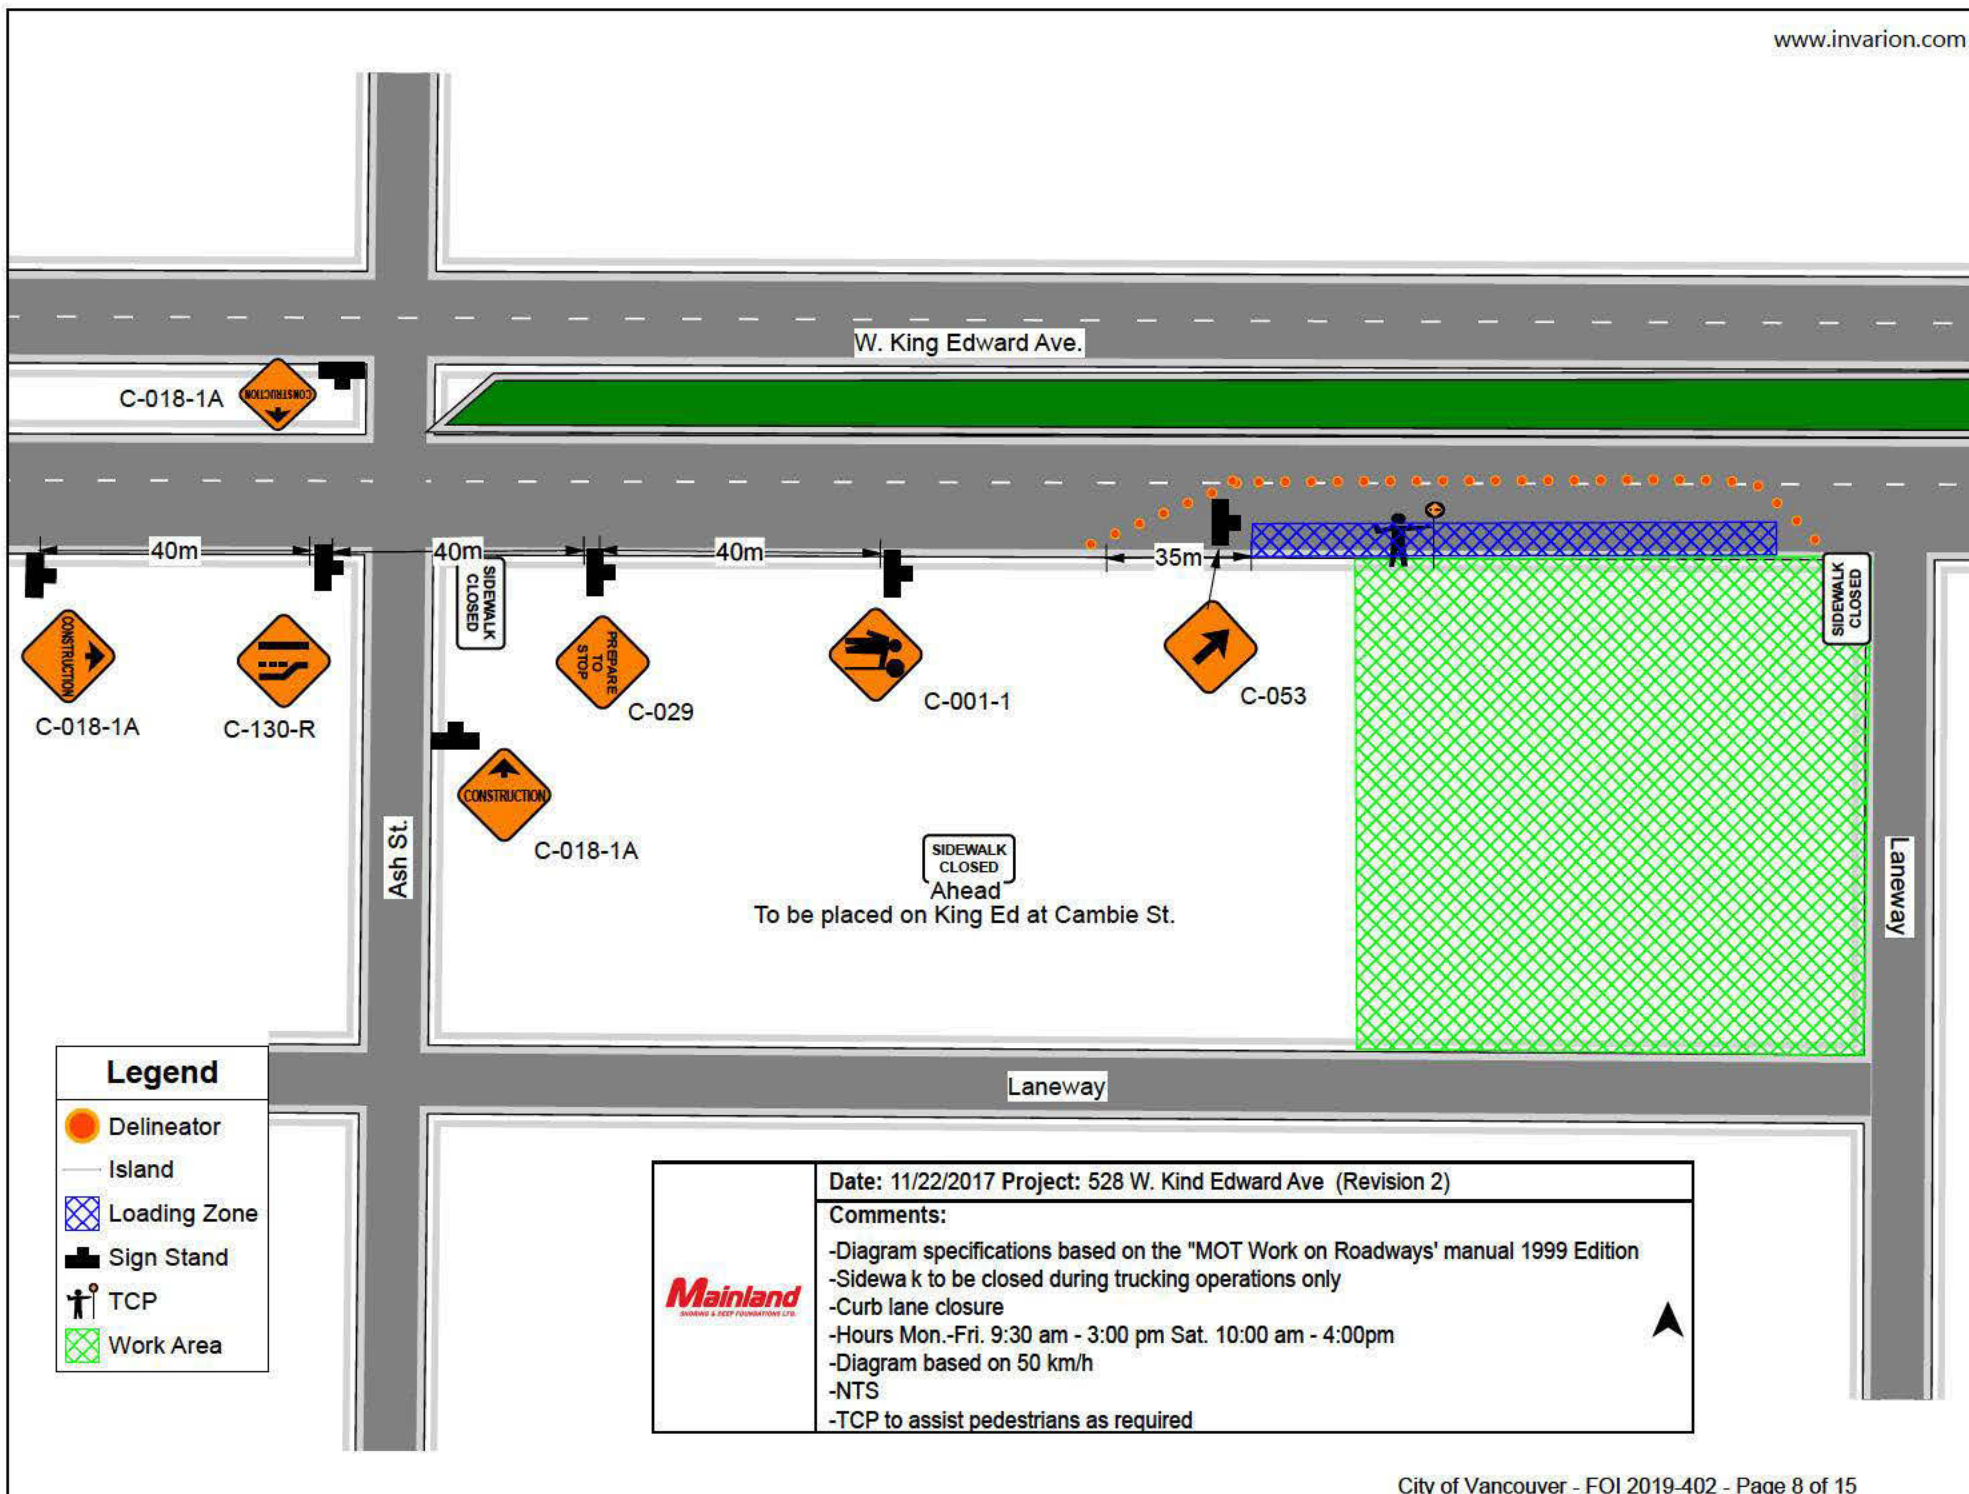 www.invarion.com
W. King Edward Ave.
C-018-1A
CONSTRUCTION
40m
40m
40m
35m
SIDEWALK
CLOSED
SIDEWALK
CLOSED
CONSTRUCTION
C-018-1A
C-130-R
PREPARE
TO
STOP
C-029
C-001-1
C-053
CONSTRUCTION
C-018-1A
Ash St.
SIDEWALK
CLOSED
Ahead
To be placed on King Ed at Cambie St.
Laneway
Laneway
Legend
Delineator
Island
Loading Zone
Sign Stand
TCP
Work Area
Mainland
SHORING & DEEP FOUNDATIONS LTD.
Date: 11/22/2017 Project: 528 W. Kind Edward Ave (Revision 2)
Comments:
-Diagram specifications based on the "MOT Work on Roadways' manual 1999 Edition
-Sidewa k to be closed during trucking operations only
-Curb lane closure
-Hours Mon.-Fri. 9:30 am - 3:00 pm Sat. 10:00 am - 4:00pm
-Diagram based on 50 km/h
-NTS
-TCP to assist pedestrians as required
City of Vancouver - FOI 2019-402 - Page 8 of 15